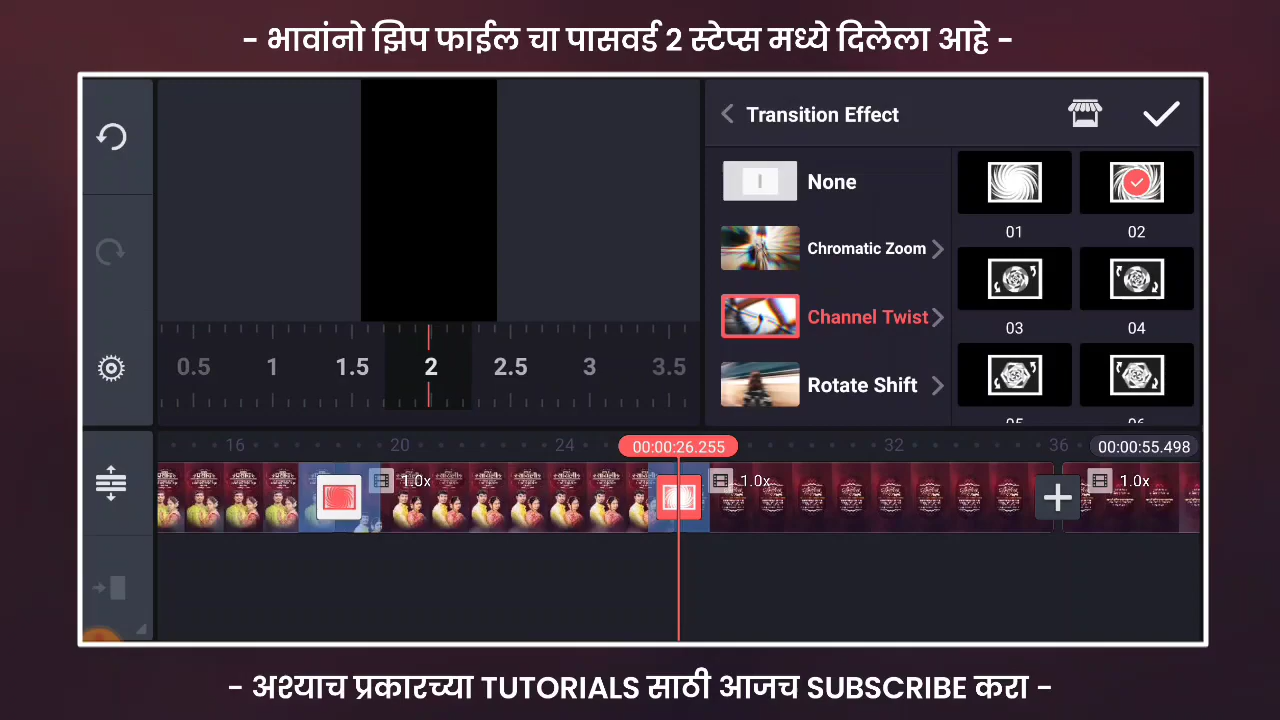 - भावांनो झिप फाईल चा पासवर्ड 2 स्टेप्स मध्ये दिलेला आहे -
Transition Effect
None
Chromatic Zoom
Channel Twist
Rotate Shift
01 02
03 04
0.5 1 1.5 2 2.5 3 3.5
16 20 24 00:00:26.255 32 36 00:00:55.498
1.0x 1.0x 1.0x
- अश्याच प्रकारच्या TUTORIALS साठी आजच SUBSCRIBE करा -